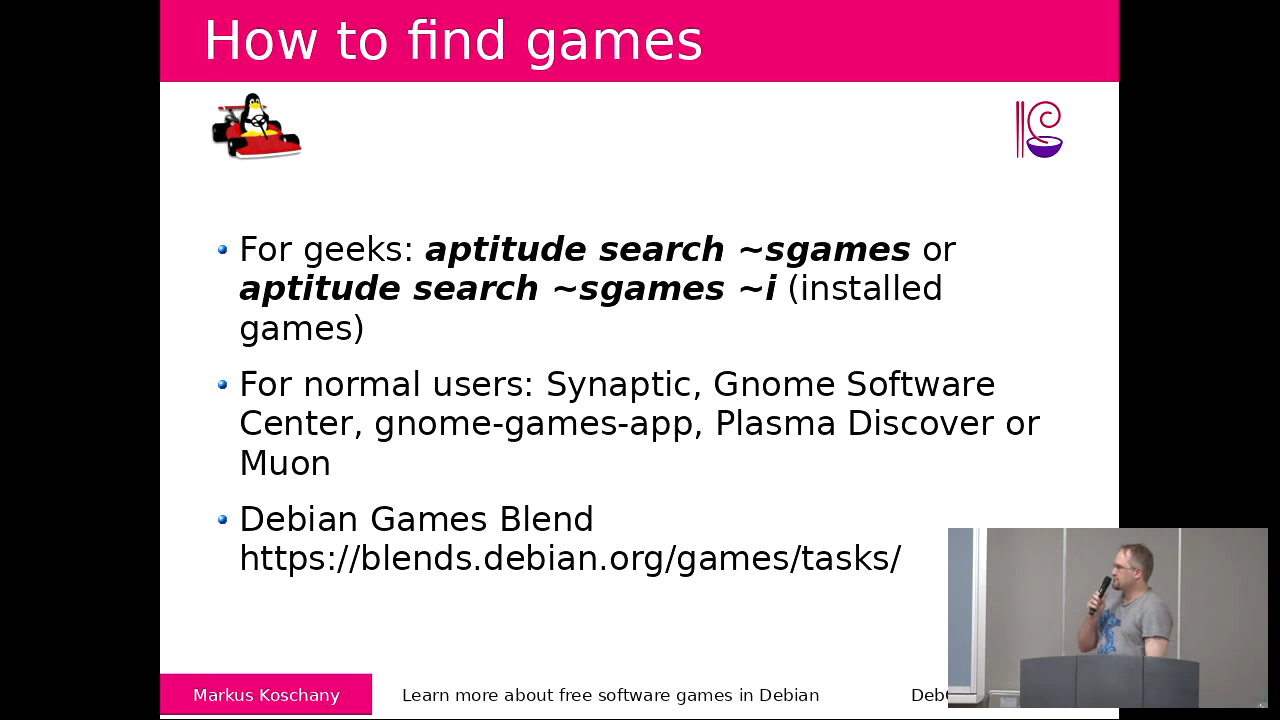 How to find games
For geeks: aptitude search ~sgames or
aptitude search ~sgames ~i (installed
games)
For normal users: Synaptic, Gnome Software
Center, gnome-games-app, Plasma Discover or
Muon
Debian Games Blend
https://blends.debian.org/games/tasks/
Markus Koschany
Learn more about free software games in Debian